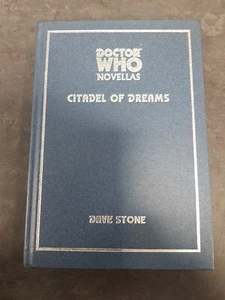 DOCTOR
WHO
NOVELLAS
CITADEL OF DREAMS
DAVE STONE